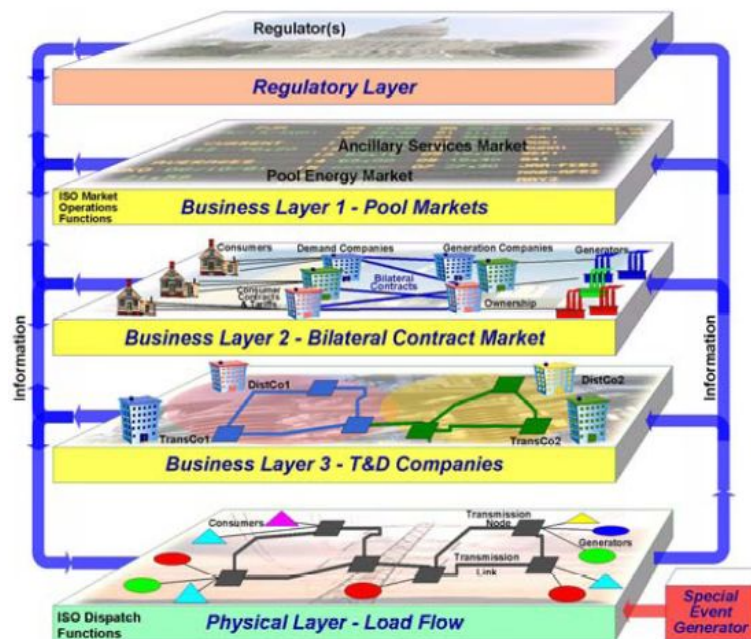 Regulator(s)
Regulatory Layer
Ancillary Services Market
Pool Energy Market
ISO Market
Operations
Functions
Business Layer 1 - Pool Markets
Consumers
Demand Companies
Generation Companies
Generators
Bilateral
Contracts
Consumer
Contracts
& Tariffs
Ownership
Business Layer 2 - Bilateral Contract Market
Information
Information
DistCo1
DistCo2
TransCo1
TransCo2
Business Layer 3 - T&D Companies
Consumers
Transmission
Node
Generators
Transmission
Link
ISO Dispatch
Functions
Physical Layer - Load Flow
Special
Event
Generator